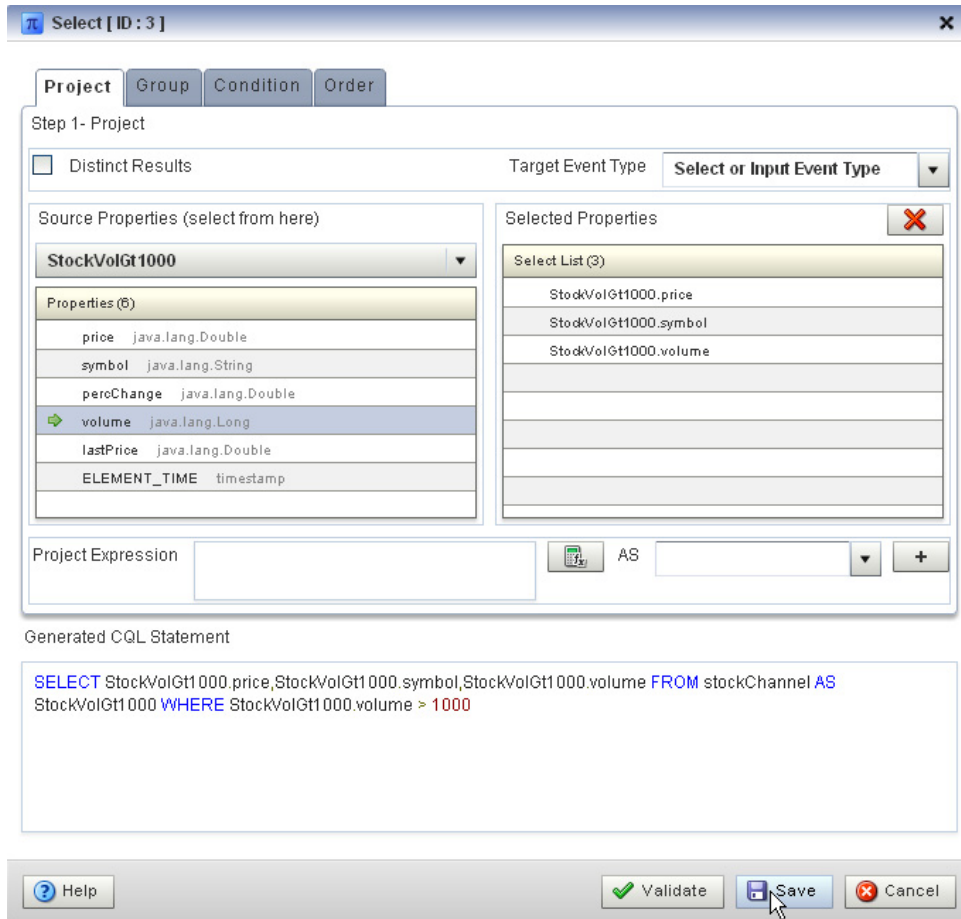 π Select [ ID : 3 ]
Project Group Condition Order
Step 1- Project
Distinct Results Target Event Type Select or Input Event Type
Source Properties (select from here) Selected Properties
StockVolGt1000 Select List (3)
Properties (6) StockVolGt1000.price
price java.lang.Double StockVolGt1000.symbol
symbol java.lang.String StockVolGt1000.volume
percChange java.lang.Double
volume java.lang.Long
lastPrice java.lang.Double
ELEMENT_TIME timestamp
Project Expression fx AS +
Generated CQL Statement
SELECT StockVolGt1000.price,StockVolGt1000.symbol,StockVolGt1000.volume FROM stockChannel AS
StockVolGt1000 WHERE StockVolGt1000.volume > 1000
? Help Validate Save Cancel